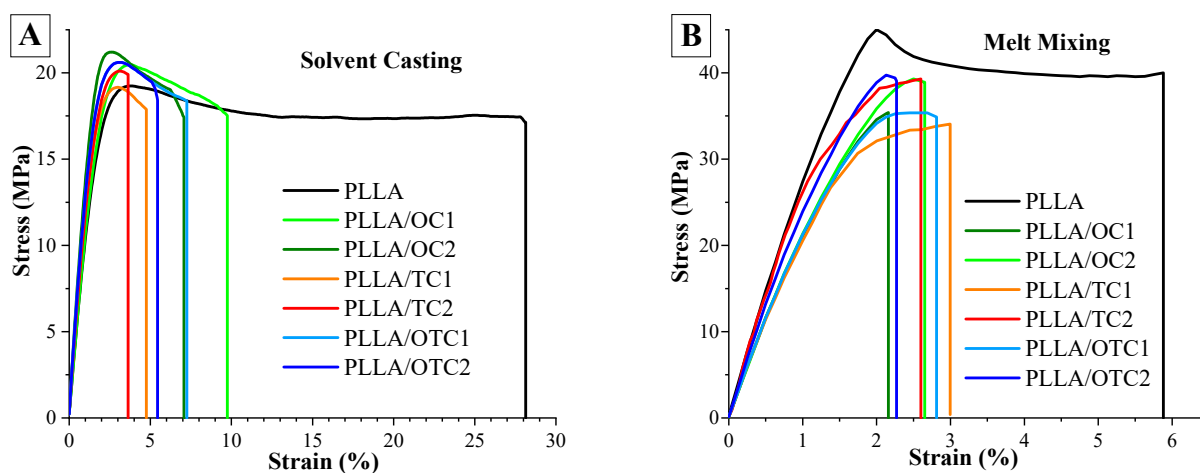 A
Solvent Casting
Stress (MPa)
20
15
10
5
0
PLLA
PLLA/OC1
PLLA/OC2
PLLA/TC1
PLLA/TC2
PLLA/OTC1
PLLA/OTC2
0 5 10 15 20 25 30
Strain (%)
B
Melt Mixing
Stress (MPa)
40
30
20
10
0
PLLA
PLLA/OC1
PLLA/OC2
PLLA/TC1
PLLA/TC2
PLLA/OTC1
PLLA/OTC2
0 1 2 3 4 5 6
Strain (%)